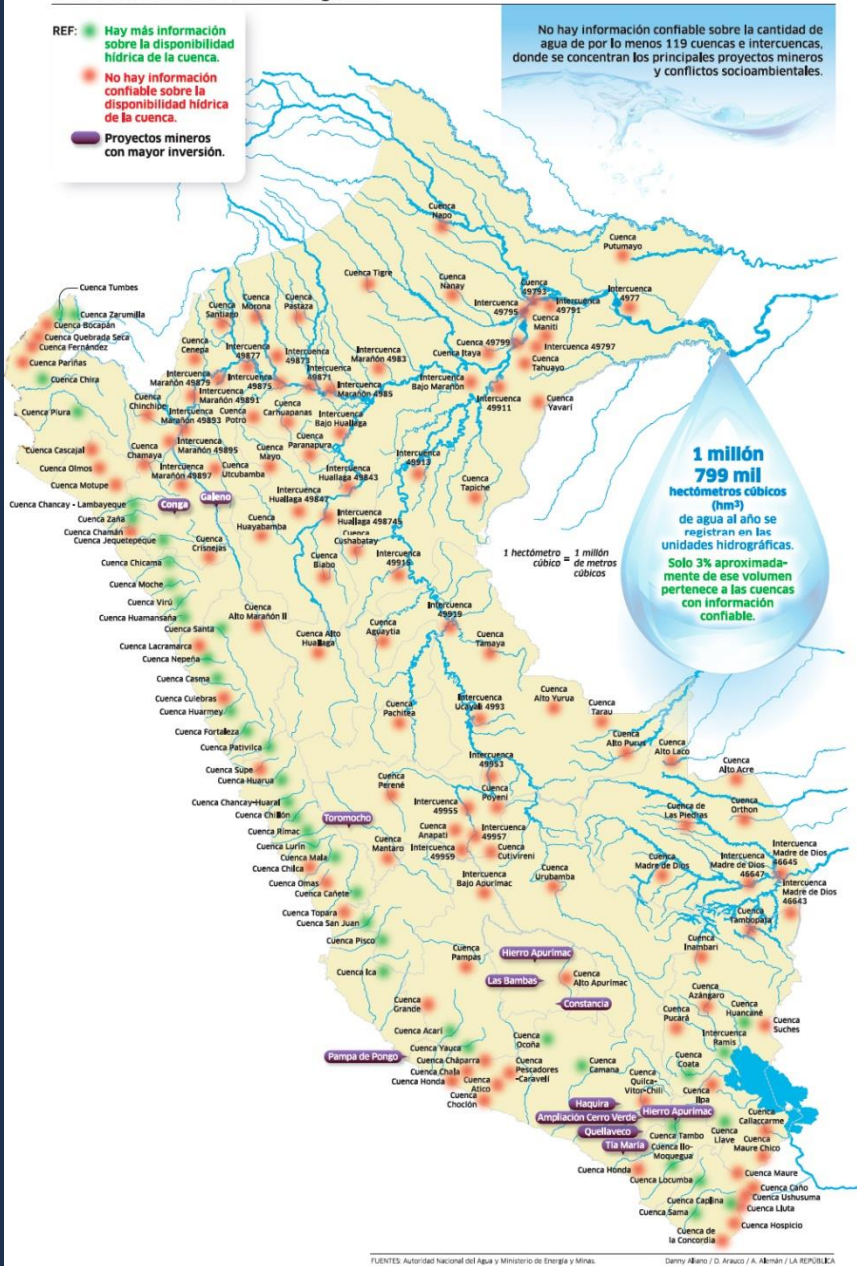 REF:
Hay más información
sobre la disponibilidad
hídrica de la cuenca.
No hay información
confiable sobre la
disponibilidad hídrica
de la cuenca.
Proyectos mineros
con mayor inversión.
No hay información confiable sobre la cantidad de
agua de por lo menos 119 cuencas e intercuencas,
donde se concentran los principales proyectos mineros
y conflictos socioambientales.
Cuenca
Napo
Cuenca
Putumayo
Cuenca Tigre
Cuenca
Nanay
Cuenca
49793
Intercuenca
49795
Intercuenca
49791
Intercuenca
4977
Cuenca
Maniti
Cuenca 49799
Intercuenca 49797
Cuenca Itaya
Cuenca
Tahuayo
Cuenca Tumbes
Cuenca Zarumilla
Cuenca Bocapán
Cuenca Quebrada Seca
Cuenca Fernández
Cuenca Pariñas
Cuenca Chira
Cuenca Piura
Cuenca
Santiago
Cuenca
Morona
Cuenca
Pastaza
Cuenca
Cenepa
Intercuenca
49877
Intercuenca
49873
Intercuenca
49871
Intercuenca
Marañón 4983
Intercuenca
Marañón 49879
Intercuenca
49875
Intercuenca
Marañón 4985
Intercuenca
Bajo Marañón
Intercuenca
49911
Cuenca
Yavarí
Intercuenca
Marañón 49891
Cuenca
Chinchipe
Intercuenca
Marañón 49893
Cuenca
Potro
Cuenca
Carhuapanas
Intercuenca
Bajo Huallaga
Cuenca
Paranapura
Intercuenca
Marañón 49895
Cuenca
Mayo
Cuenca
Chamaya
Intercuenca
Marañón 49897
Cuenca
Utcubamba
Intercuenca
Huallaga 49843
Intercuenca
49913
Cuenca
Tapiche
Cuenca Cascajal
Cuenca Olmos
Cuenca Motupe
Cuenca Chancay - Lambayeque
Conga
Galeno
Cuenca Zaña
Cuenca Chamán
Cuenca Jequetepeque
Cuenca
Crisnejas
Cuenca
Huayabamba
Intercuenca
Huallaga 49847
Intercuenca
Huallaga 498745
Cuenca
Cushabatay
Cuenca
Biabo
Intercuenca
49915
1 hectómetro
cúbico = 1 millón
de metros
cúbicos
1 millón
799 mil
hectómetros cúbicos
(hm³)
de agua al año se
registran en las
unidades hidrográficas.
Solo 3% aproximada-
mente de ese volumen
pertenece a las cuencas
con información
confiable.
Cuenca Chicama
Cuenca Moche
Cuenca Virú
Cuenca Huamansaña
Cuenca Santa
Cuenca Lacramarca
Cuenca Nepeña
Cuenca Casma
Cuenca Culebras
Cuenca Huarmey
Cuenca Fortaleza
Cuenca Pativilca
Cuenca Supe
Cuenca Huarua
Cuenca Chancay-Huaral
Cuenca Chillón
Cuenca Rímac
Cuenca Lurín
Cuenca Mala
Cuenca Chilca
Cuenca Omas
Cuenca Cañete
Cuenca Topara
Cuenca San Juan
Cuenca Pisco
Cuenca Ica
Cuenca
Alto Marañón II
Cuenca Alto
Huallaga
Cuenca
Aguaytía
Intercuenca
49919
Cuenca
Tamaya
Cuenca
Pachitea
Intercuenca
Ucayali 4993
Cuenca
Alto Yurua
Cuenca
Tarau
Cuenca
Alto Purus
Cuenca
Alto Laco
Cuenca
Alto Acre
Intercuenca
49953
Cuenca
Perené
Cuenca
Poyeni
Intercuenca
49955
Cuenca de
Las Piedras
Cuenca
Orthon
Toromocho
Cuenca
Mantaro
Cuenca
Anapati
Intercuenca
49957
Intercuenca
49959
Cuenca
Cutivireni
Intercuenca
Bajo Apurímac
Cuenca
Urubamba
Cuenca
Madre de Dios
Intercuenca
Madre de Dios
46647
Intercuenca
Madre de Dios
46645
Intercuenca
Madre de Dios
46643
Cuenca
Tambopata
Cuenca
Inambari
Cuenca
Pampas
Hierro Apurímac
Las Bambas
Cuenca
Alto Apurímac
Constancia
Cuenca
Azángaro
Cuenca
Huancané
Cuenca
Pucará
Cuenca
Suches
Intercuenca
Ramis
Cuenca
Grande
Cuenca Acarí
Cuenca Yauca
Pampa de Pongo
Cuenca Cháparra
Cuenca Chala
Cuenca Honda
Cuenca
Atico
Cuenca
Choclón
Cuenca
Ocoña
Cuenca
Pescadores
-Caravelí
Cuenca
Camana
Cuenca
Quilca-
Vitor-Chili
Cuenca
Coata
Cuenca
Ilpa
Haquira
Ampliación Cerro Verde
Hierro Apurímac
Quellaveco
Tía María
Cuenca Tambo
Cuenca Ilo-
Moquegua
Cuenca
Llave
Cuenca
Callaccarme
Cuenca
Maure Chico
Cuenca Honda
Cuenca Locumba
Cuenca Maure
Cuenca Caño
Cuenca Ushusuma
Cuenca Lluta
Cuenca Caplina
Cuenca Sama
Cuenca Hospicio
Cuenca de
la Concordia
FUENTES: Autoridad Nacional del Agua y Ministerio de Energía y Minas.
Danny Aliano / D. Arauco / A. Alemán / LA REPÚBLICA